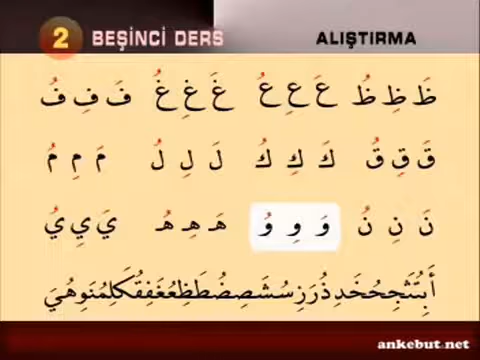 2 BEŞİNCİ DERS ALIŞTIRMA
ظَ ظِ ظُ عَ عِ عُ غَ غِ غُ فَ فِ فُ
قَ قِ قُ كَ كِ كُ لَ لِ لُ مَ مِ مُ
نَ نِ نُ وَ وِ وُ هَـ هِـ هُـ يَ يِ يُ
أَبِتُثَجِحُخَدِذُرَزِسُشَصِضُطَظِعُغَفِقُكَلِمُنَوِهُيَ
ankebut.net